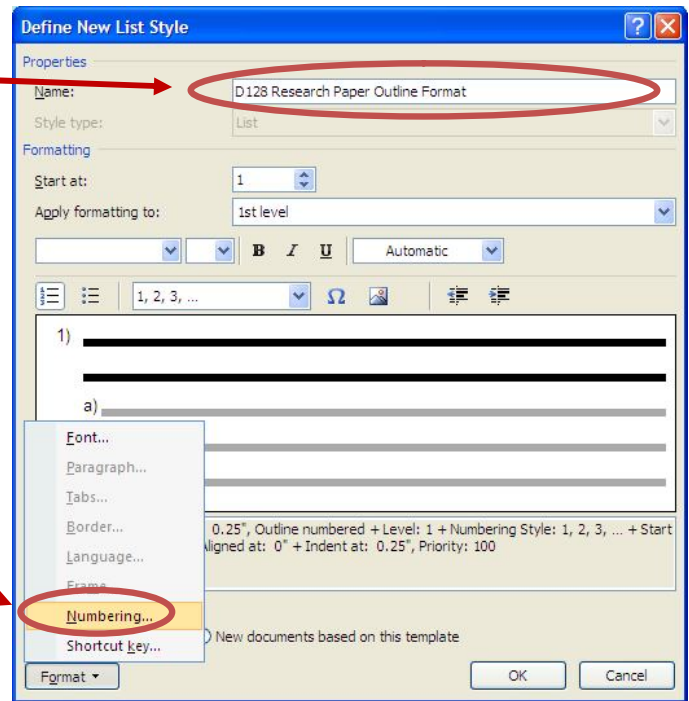 Define New List Style
Properties
Name: D128 Research Paper Outline Format
Style type: List
Formatting
Start at: 1
Apply formatting to: 1st level
B I U Automatic
1, 2, 3, ... Ω
1)
a)
Font...
Paragraph...
Tabs...
Border...
0.25", Outline numbered + Level: 1 + Numbering Style: 1, 2, 3, ... + Start
Language...
ligned at: 0" + Indent at: 0.25", Priority: 100
Frame...
Numbering...
New documents based on this template
Shortcut key...
Format OK Cancel